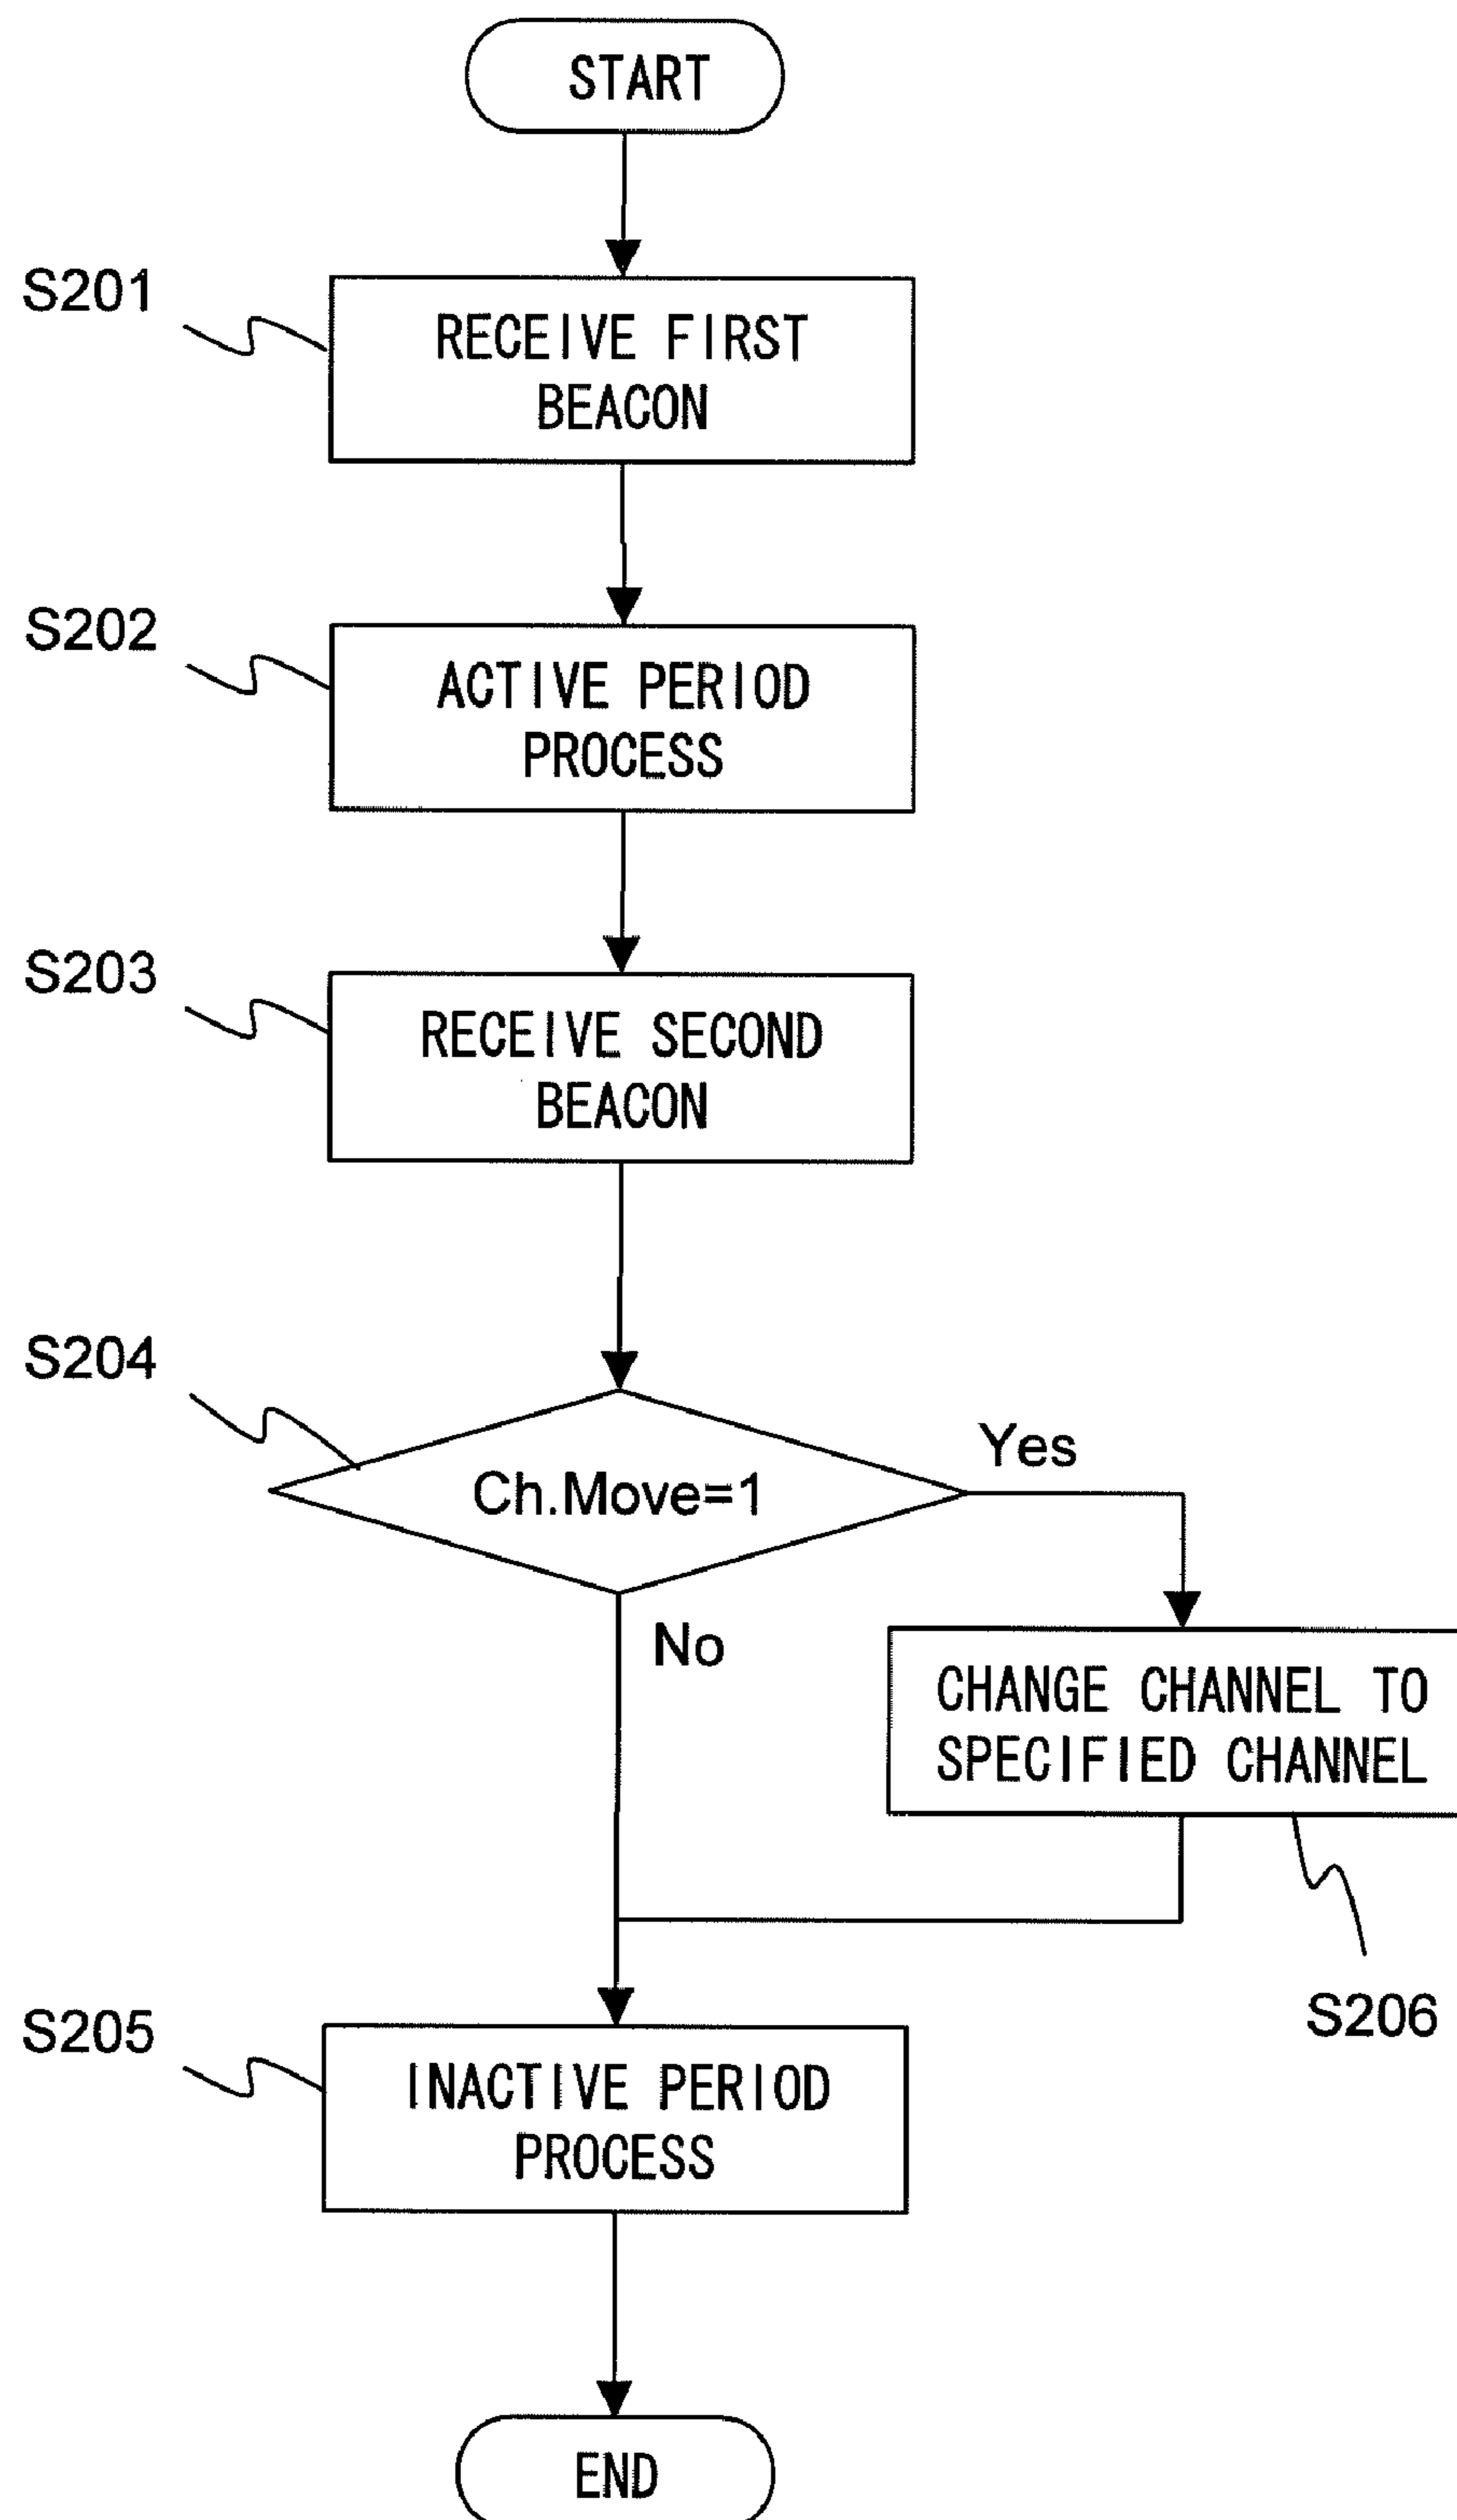 START
S201
RECEIVE FIRST
BEACON
S202
ACTIVE PERIOD
PROCESS
S203
RECEIVE SECOND
BEACON
S204
Ch.Move=1
Yes
No
CHANGE CHANNEL TO
SPECIFIED CHANNEL
S206
S205
INACTIVE PERIOD
PROCESS
END